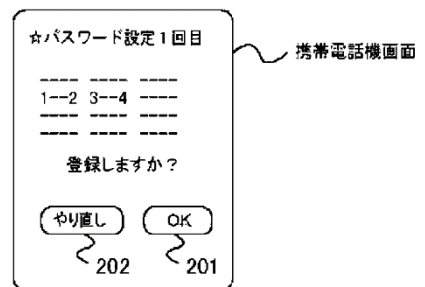 ☆パスワード設定1回目
携帯電話機画面
---- ---- ----
1--2 3--4 ----
---- ---- ----
---- ---- ----
登録しますか?
やり直し OK
202 201